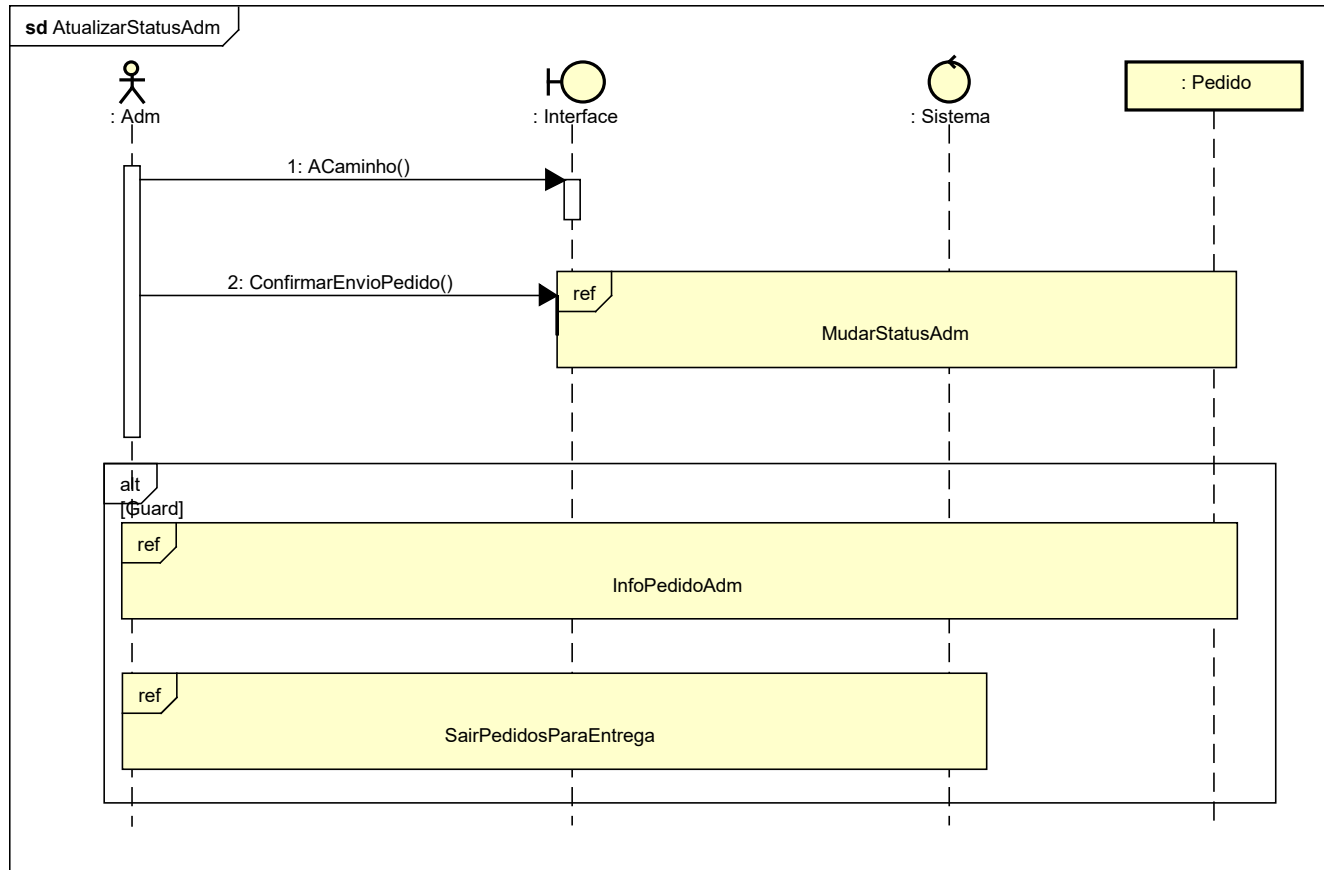 sd AtualizarStatusAdm
: Adm
: Interface
: Sistema
: Pedido
1: ACaminho()
2: ConfirmarEnvioPedido()
ref
MudarStatusAdm
alt
[Guard]
ref
InfoPedidoAdm
ref
SairPedidosParaEntrega